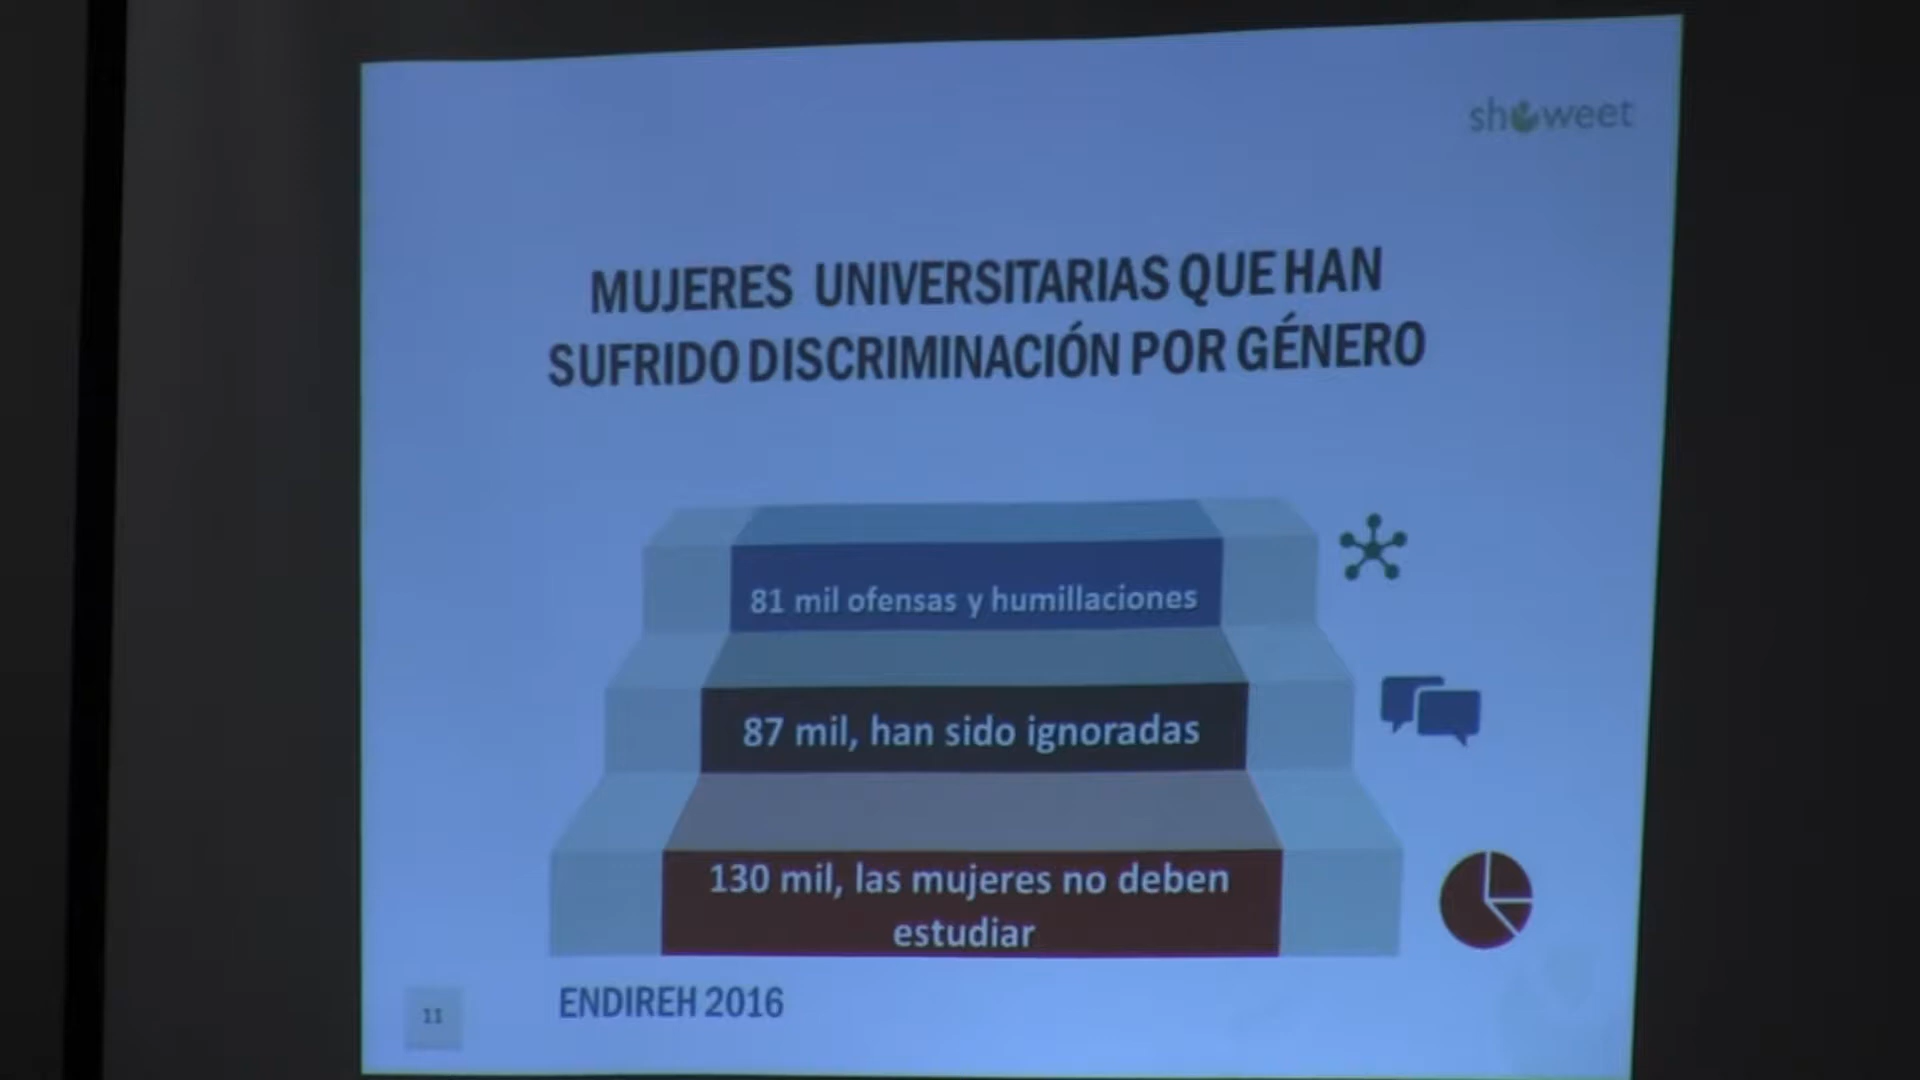 showeet
MUJERES UNIVERSITARIAS QUE HAN
SUFRIDO DISCRIMINACIÓN POR GÉNERO
81 mil ofensas y humillaciones
87 mil, han sido ignoradas
130 mil, las mujeres no deben
estudiar
11
ENDIREH 2016